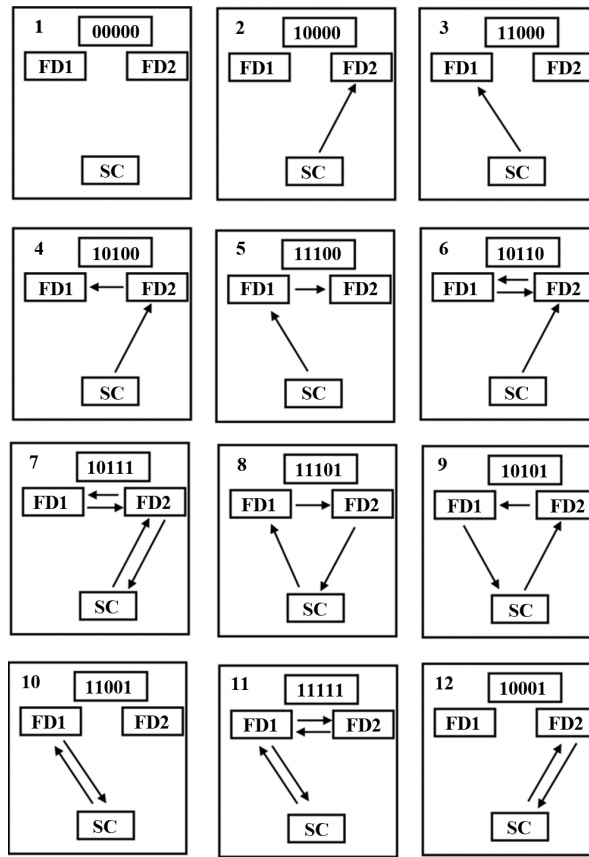 1 00000
FD1 FD2
SC
2 10000
FD1 FD2
SC
3 11000
FD1 FD2
SC
4 10100
FD1 FD2
SC
5 11100
FD1 FD2
SC
6 10110
FD1 FD2
SC
7 10111
FD1 FD2
SC
8 11101
FD1 FD2
SC
9 10101
FD1 FD2
SC
10 11001
FD1 FD2
SC
11 11111
FD1 FD2
SC
12 10001
FD1 FD2
SC